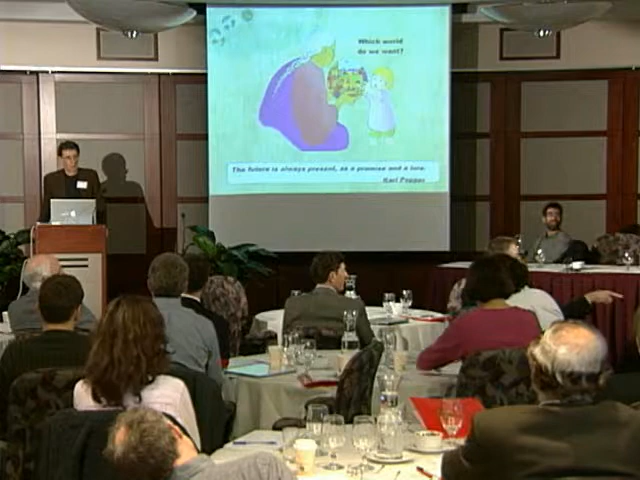 Which world
do we want?
The future is always present, as a promise and a lure.
Karl Popper